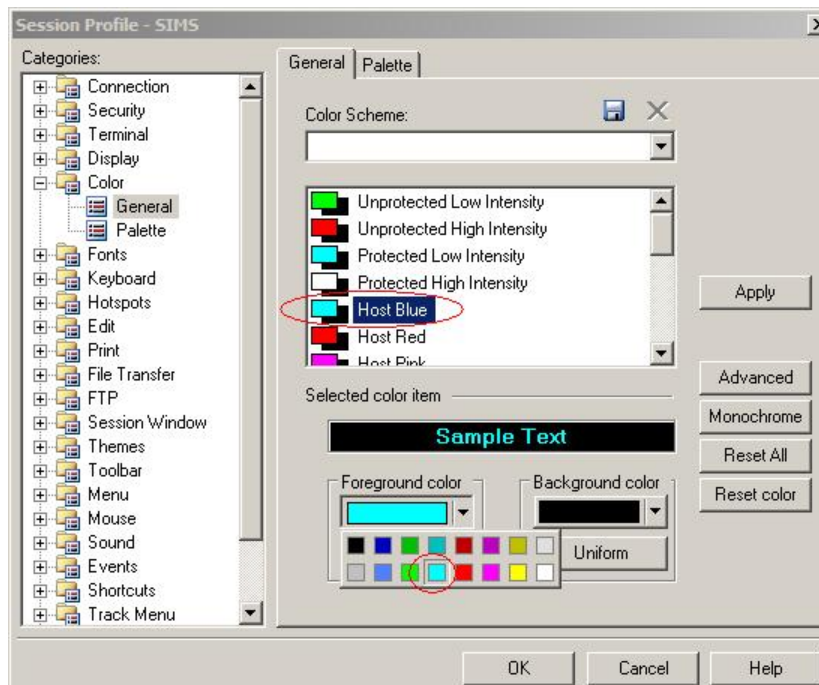 Session Profile - SIMS
Categories:
Connection
Security
Terminal
Display
Color
General
Palette
Fonts
Keyboard
Hotspots
Edit
Print
File Transfer
FTP
Session Window
Themes
Toolbar
Menu
Mouse
Sound
Events
Shortcuts
Track Menu
General
Palette
Color Scheme:
Unprotected Low Intensity
Unprotected High Intensity
Protected Low Intensity
Protected High Intensity
Host Blue
Host Red
Host Pink
Selected color item
Sample Text
Foreground color
Background color
Uniform
Apply
Advanced
Monochrome
Reset All
Reset color
OK
Cancel
Help